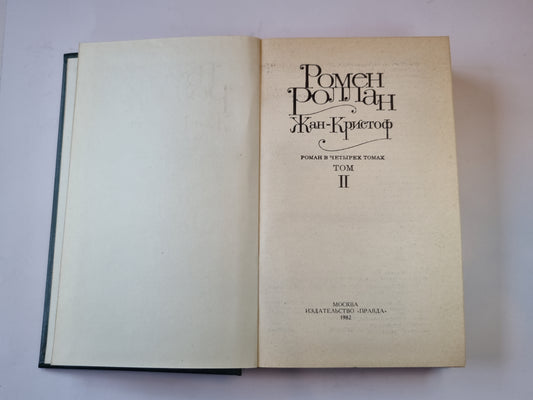 Ромен
Роллан
Жан-Кристоф
РОМАН В ЧЕТЫРЕХ ТОМАХ
ТОМ
II
МОСКВА
ИЗДАТЕЛЬСТВО «ПРАВДА»
1982